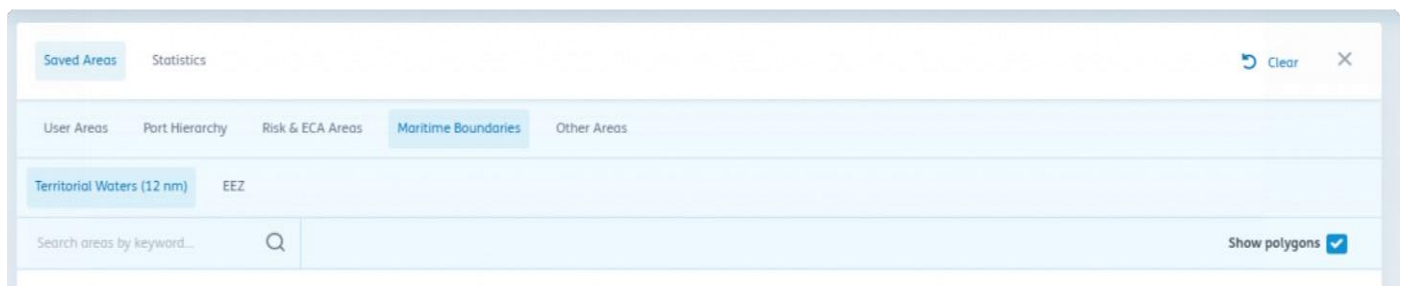 Saved Areas Statistics Clear
User Areas Port Hierarchy Risk & ECA Areas Maritime Boundaries Other Areas
Territorial Waters (12 nm) EEZ
Search areas by keyword... Show polygons